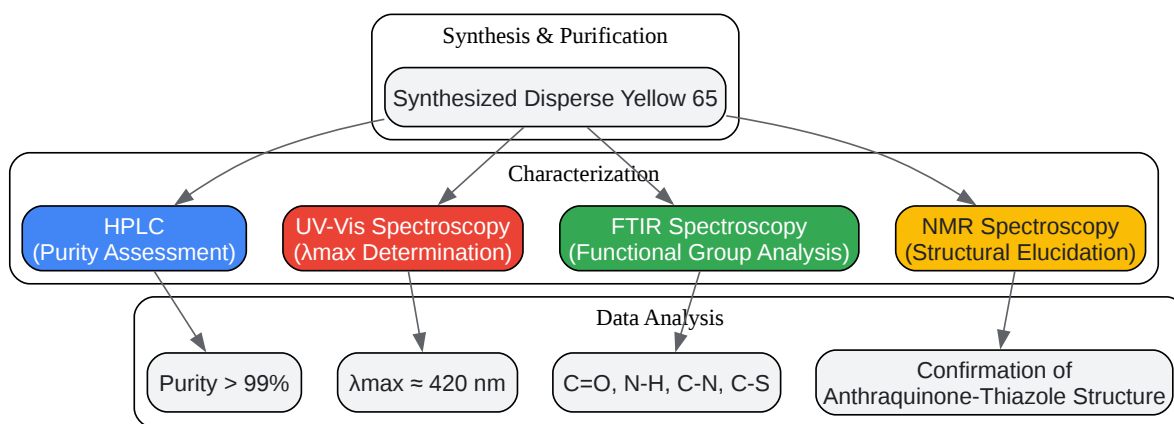 Synthesis & Purification
Synthesized Disperse Yellow 65
Characterization
HPLC
(Purity Assessment)
UV-Vis Spectroscopy
(λmax Determination)
FTIR Spectroscopy
(Functional Group Analysis)
NMR Spectroscopy
(Structural Elucidation)
Data Analysis
Purity > 99%
λmax ≈ 420 nm
C=O, N-H, C-N, C-S
Confirmation of
Anthraquinone-Thiazole Structure